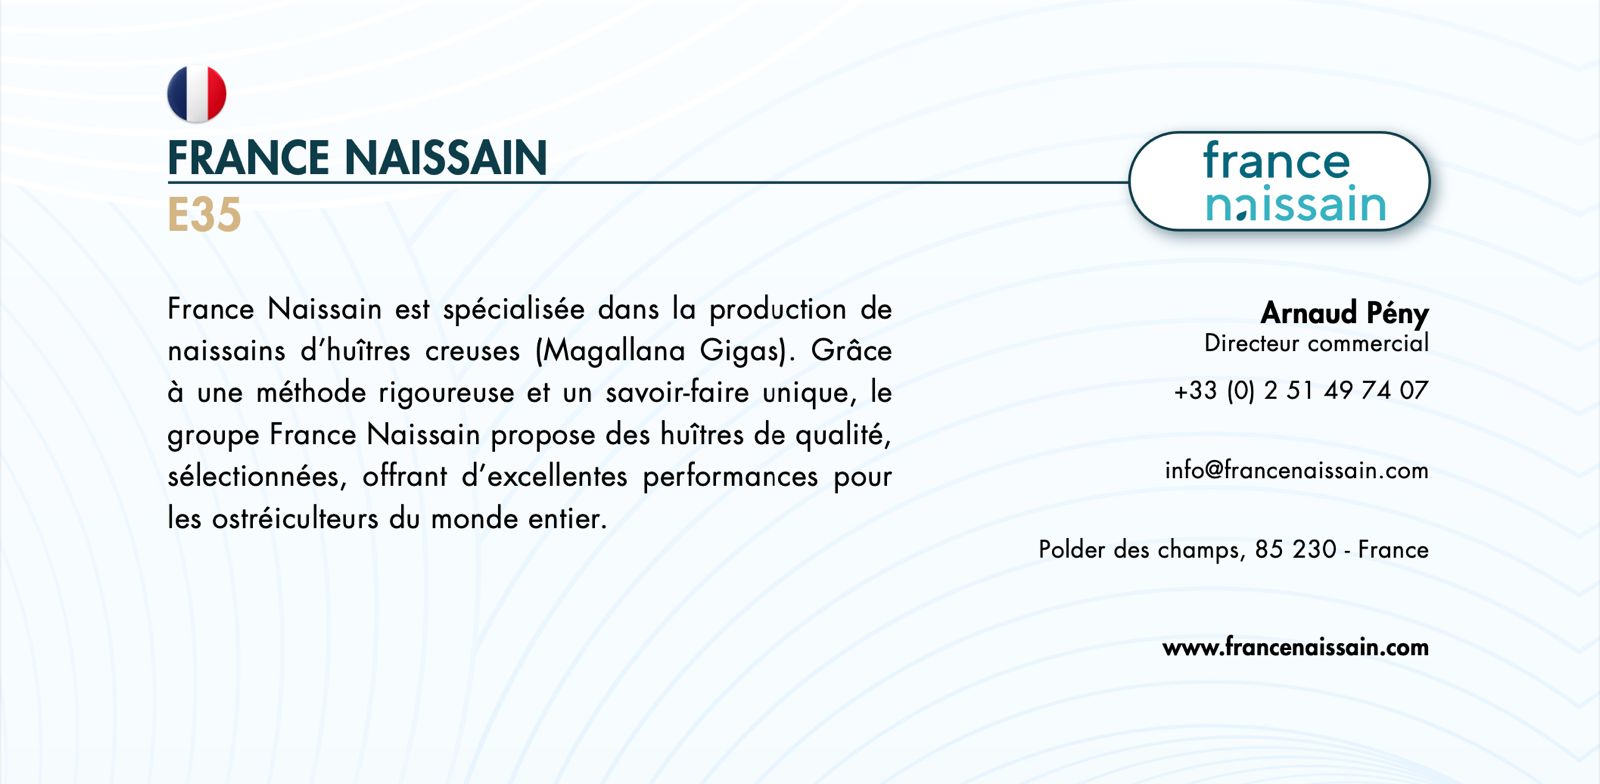 FRANCE NAISSAIN
E35
france
naissain
France Naissain est spécialisée dans la production de
naissains d’huîtres creuses (Magallana Gigas). Grâce
à une méthode rigoureuse et un savoir-faire unique, le
groupe France Naissain propose des huîtres de qualité,
sélectionnées, offrant d’excellentes performances pour
les ostréiculteurs du monde entier.
Arnaud Pény
Directeur commercial
+33 (0) 2 51 49 74 07
info@francenaissain.com
Polder des champs, 85 230 - France
www.francenaissain.com